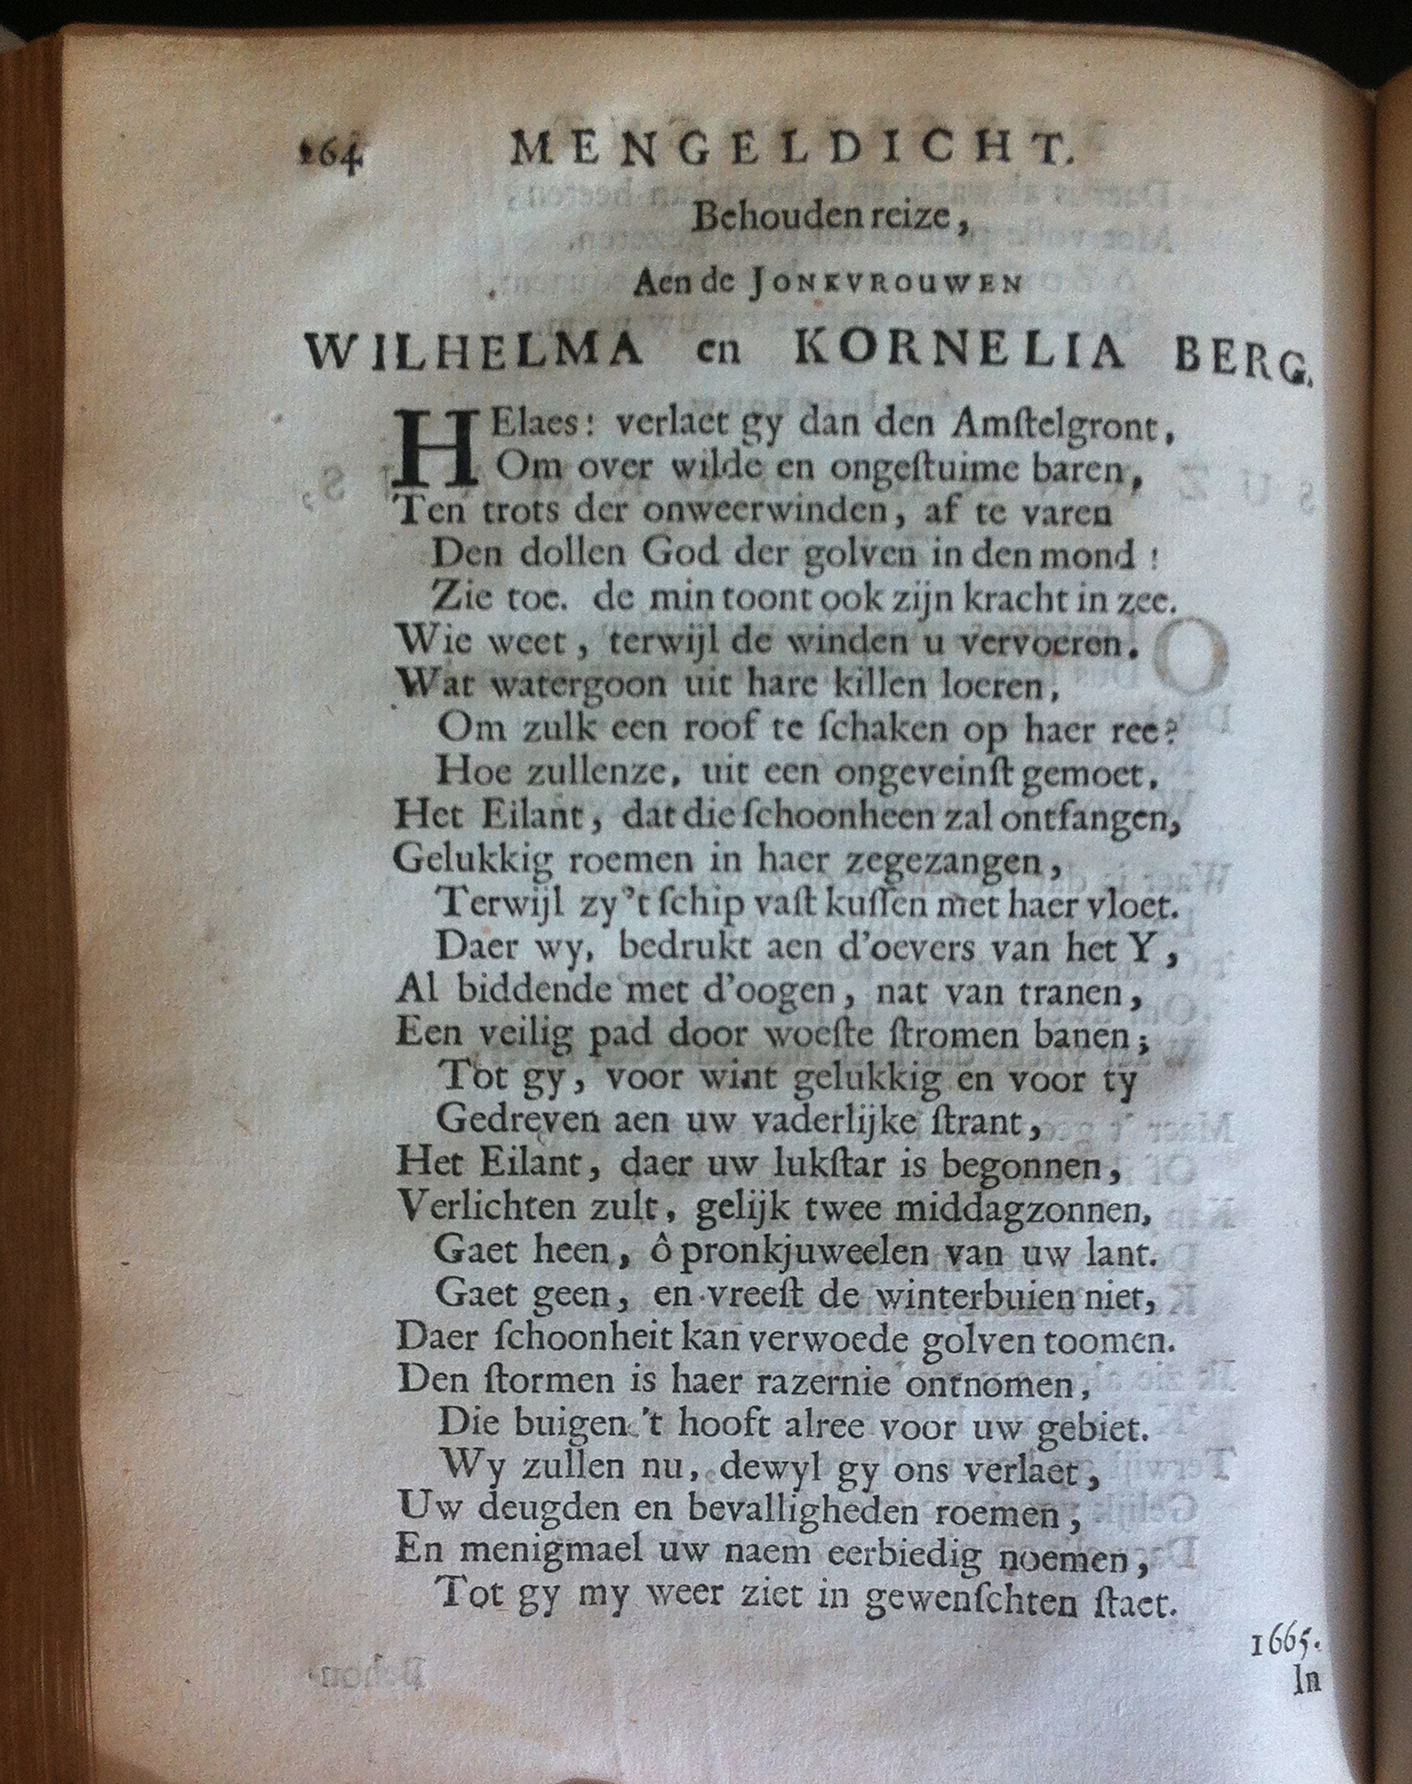 264 MENGELDICHT.
Behouden reize,
Aen de JONKVROUWEN
WILHELMA en KORNELIA BERG.
HElaes! verlaet gy dan den Amſtelgront,
Om over wilde en ongeſtuime baren,
Ten trots der onweerwinden, af te varen
Den dollen God der golven in den mond!
Zie toe. de min toont ook zijn kracht in zee.
Wie weet, terwijl de winden u vervoeren.
Wat watergoon uit hare killen loeren,
Om zulk een roof te ſchaken op haer ree?
Hoe zullenze, uit een ongeveinſt gemoet,
Het Eilant, dat die ſchoonheen zal ontfangen,
Gelukkig roemen in haer zegezangen,
Terwijl zy 't ſchip vaſt kuſſen met haer vloet.
Daer wy, bedrukt aen d'oevers van het Y,
Al biddende met d'oogen, nat van tranen,
Een veilig pad door woeſte ſtromen banen;
Tot gy, voor wint gelukkig en voor ty
Gedreven aen uw vaderlijke ſtrant,
Het Eilant, daer uw lukſtar is begonnen,
Verlichten zult, gelijk twee middagzonnen,
Gaet heen, ô pronkjuweelen van uw lant.
Gaet geen, en vreeſt de winterbuien niet,
Daer ſchoonheit kan verwoede golven toomen.
Den ſtormen is haer razernie ontnomen,
Die buigen 't hooft alree voor uw gebiet.
Wy zullen nu, dewyl gy ons verlaet,
Uw deugden en bevalligheden roemen,
En menigmael uw naem eerbiedig noemen,
Tot gy my weer ziet in gewenſchten ſtaet.
1665.
In